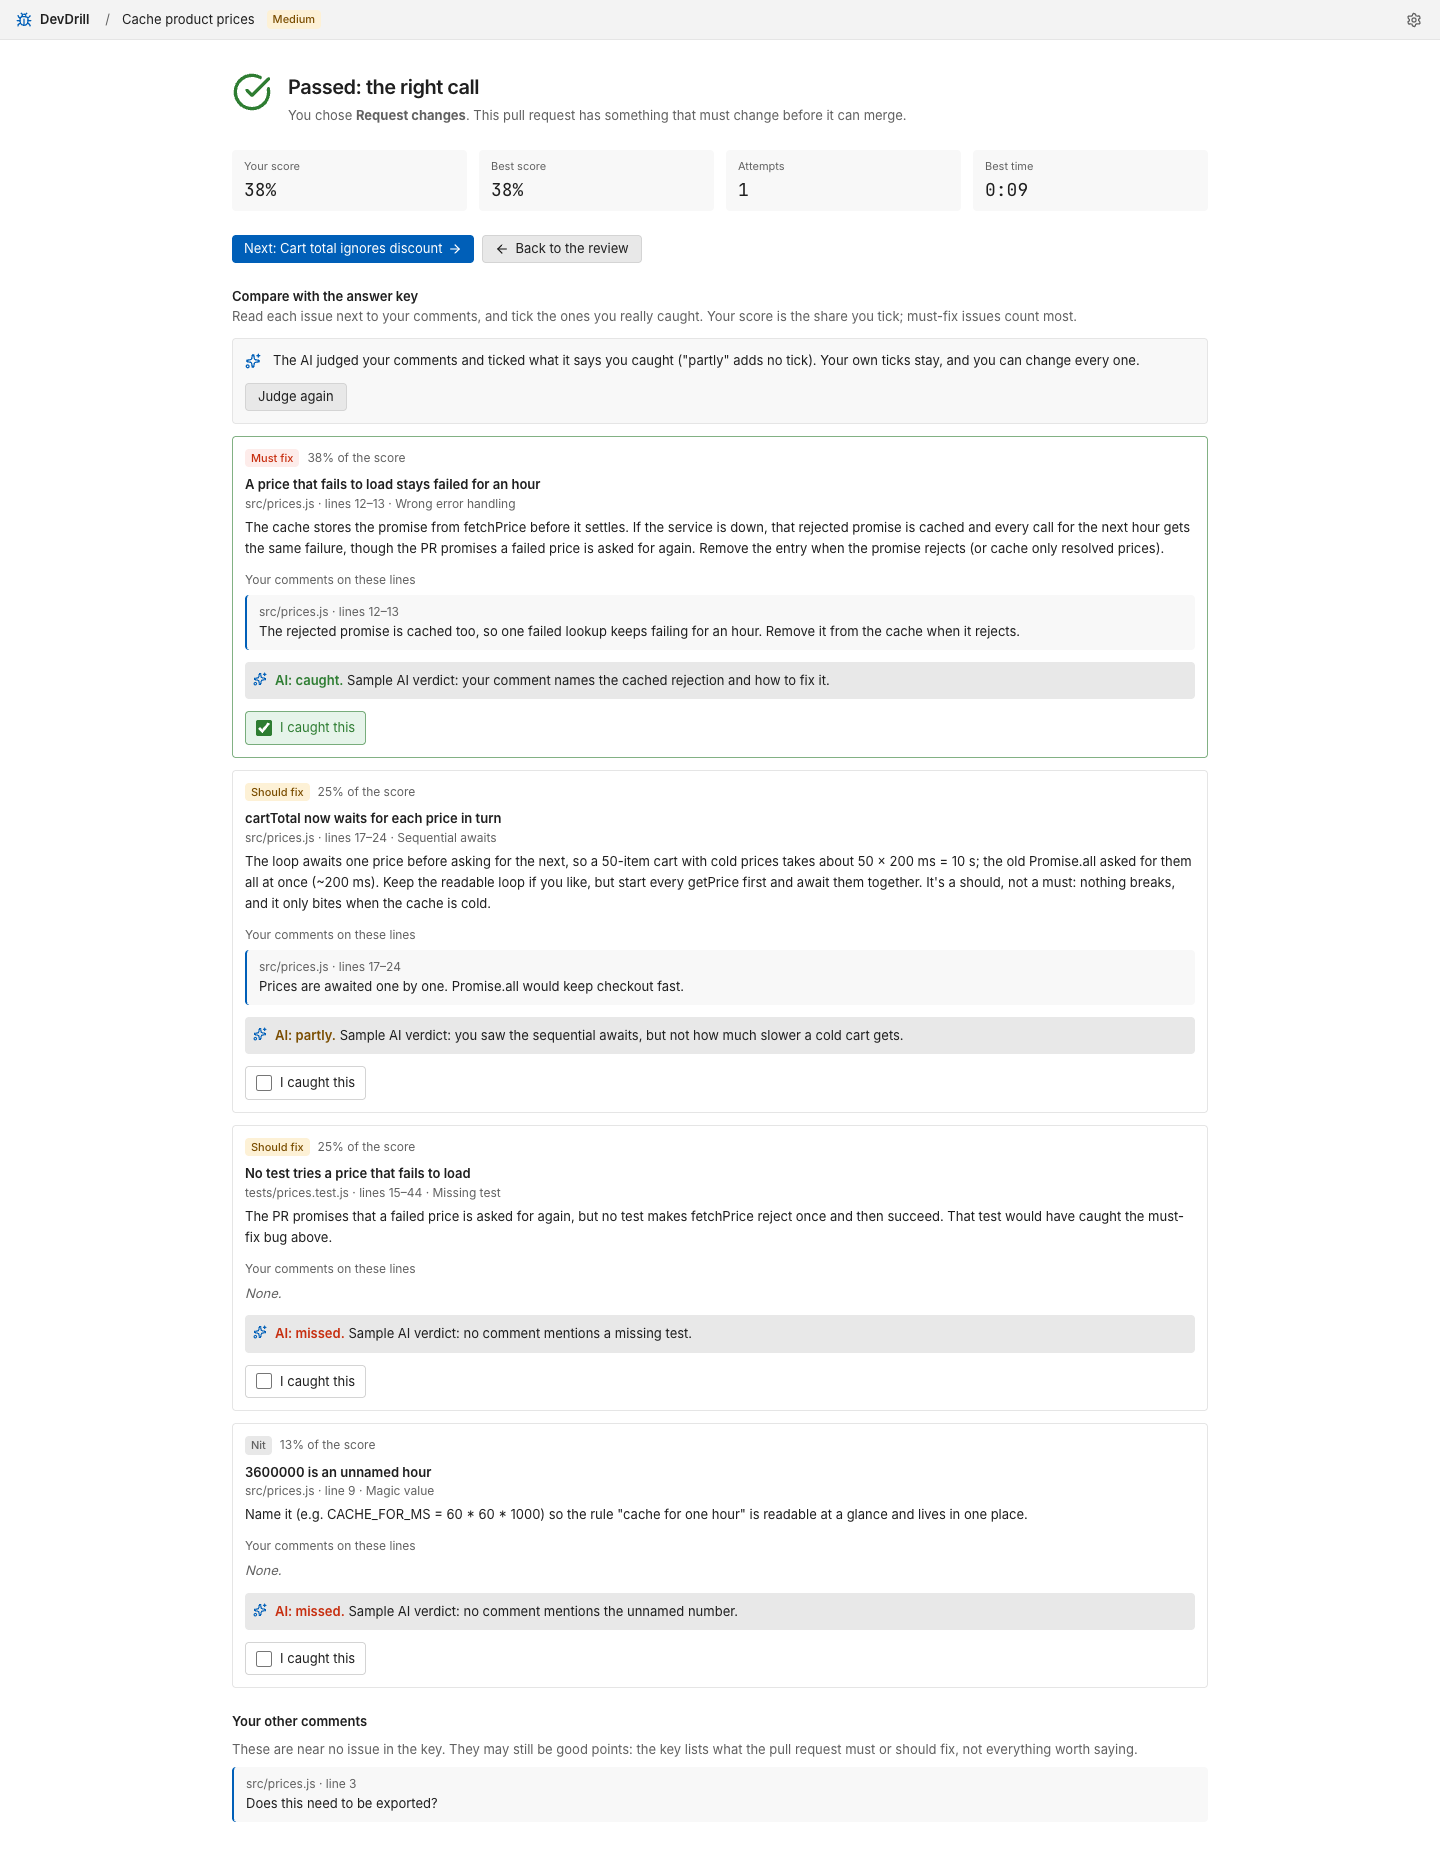 DevDrill / Cache product prices Medium
Passed: the right call
You chose Request changes. This pull request has something that must change before it can merge.
Your score
38%
Best score
38%
Attempts
1
Best time
0:09
Next: Cart total ignores discount →
← Back to the review
Compare with the answer key
Read each issue next to your comments, and tick the ones you really caught. Your score is the share you tick; must-fix issues count most.
The AI judged your comments and ticked what it says you caught ("partly" adds no tick). Your own ticks stay, and you can change every one.
Judge again
Must fix 38% of the score
A price that fails to load stays failed for an hour
src/prices.js · lines 12–13 · Wrong error handling
The cache stores the promise from fetchPrice before it settles. If the service is down, that rejected promise is cached and every call for the next hour gets
the same failure, though the PR promises a failed price is asked for again. Remove the entry when the promise rejects (or cache only resolved prices).
Your comments on these lines
src/prices.js · lines 12–13
The rejected promise is cached too, so one failed lookup keeps failing for an hour. Remove it from the cache when it rejects.
AI: caught. Sample AI verdict: your comment names the cached rejection and how to fix it.
I caught this
Should fix 25% of the score
cartTotal now waits for each price in turn
src/prices.js · lines 17–24 · Sequential awaits
The loop awaits one price before asking for the next, so a 50-item cart with cold prices takes about 50 × 200 ms = 10 s; the old Promise.all asked for them
all at once (~200 ms). Keep the readable loop if you like, but start every getPrice first and await them together. It's a should, not a must: nothing breaks,
and it only bites when the cache is cold.
Your comments on these lines
src/prices.js · lines 17–24
Prices are awaited one by one. Promise.all would keep checkout fast.
AI: partly. Sample AI verdict: you saw the sequential awaits, but not how much slower a cold cart gets.
I caught this
Should fix 25% of the score
No test tries a price that fails to load
tests/prices.test.js · lines 15–44 · Missing test
The PR promises that a failed price is asked for again, but no test makes fetchPrice reject once and then succeed. That test would have caught the must-
fix bug above.
Your comments on these lines
None.
AI: missed. Sample AI verdict: no comment mentions a missing test.
I caught this
Nit 13% of the score
3600000 is an unnamed hour
src/prices.js · line 9 · Magic value
Name it (e.g. CACHE_FOR_MS = 60 * 60 * 1000) so the rule "cache for one hour" is readable at a glance and lives in one place.
Your comments on these lines
None.
AI: missed. Sample AI verdict: no comment mentions the unnamed number.
I caught this
Your other comments
These are near no issue in the key. They may still be good points: the key lists what the pull request must or should fix, not everything worth saying.
src/prices.js · line 3
Does this need to be exported?